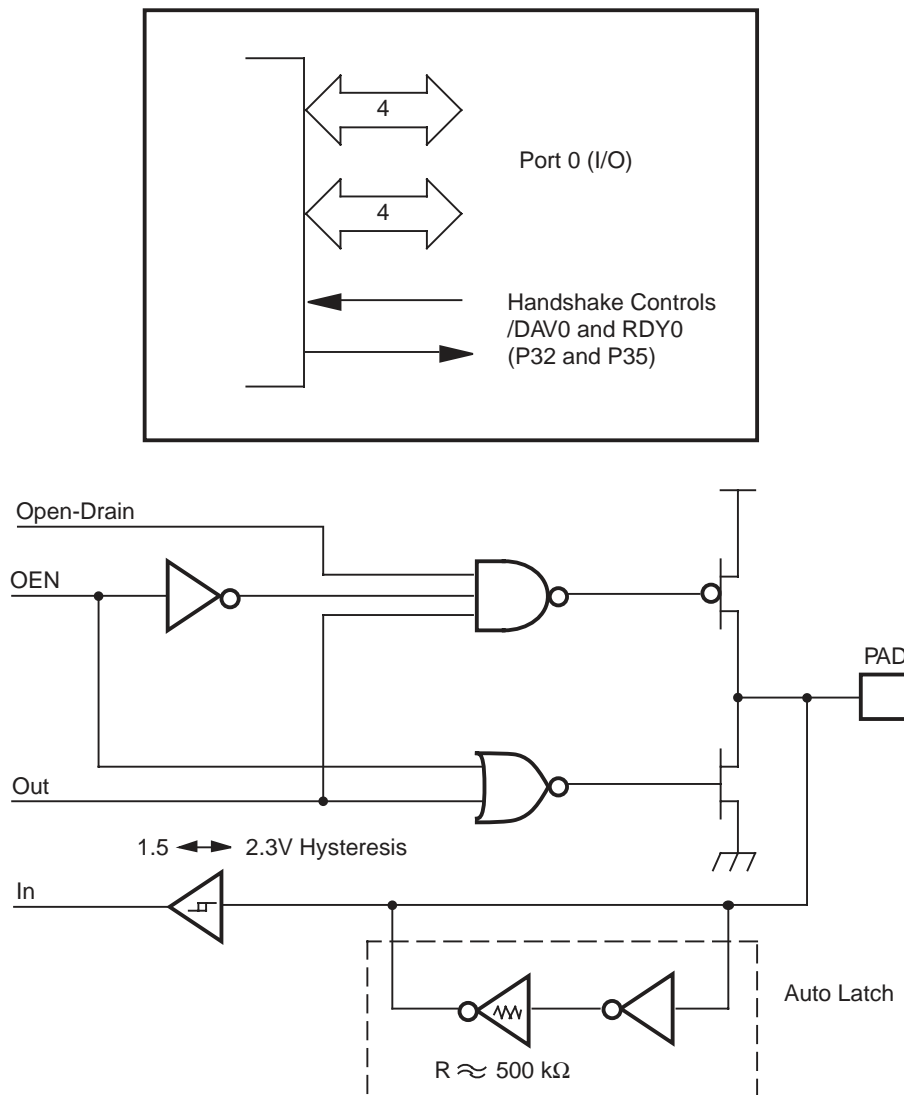 4
Port 0 (I/O)
4
Handshake Controls
/DAV0 and RDY0
(P32 and P35)
Open-Drain
OEN
PAD
Out
1.5 2.3V Hysteresis
In
Auto Latch
R ≈ 500 kΩ